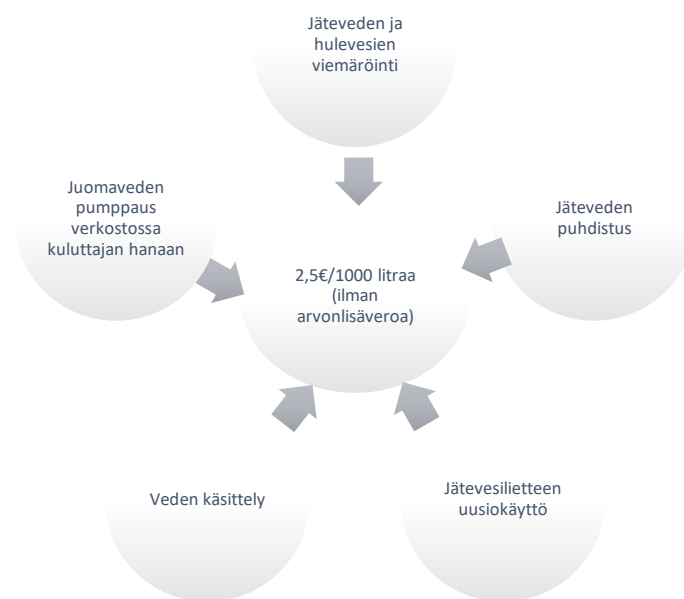 Jäteveden ja
hulevesien
viemäröinti
Juomaveden
pumppaus
verkostossa
kuluttajan hanaan
Jäteveden
puhdistus
2,5€/1000 litraa
(ilman
arvonlisäveroa)
Veden käsittely
Jätevesilietteen
uusiokäyttö